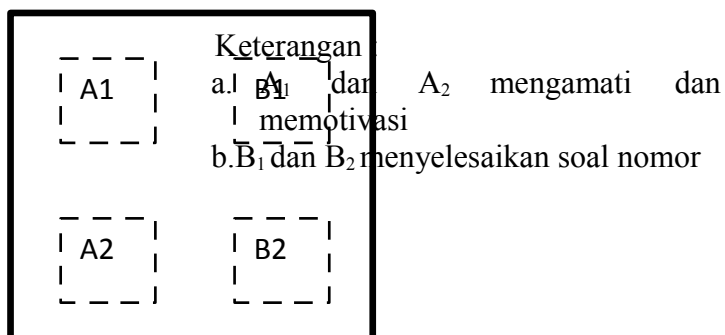 Keterangan :
a. A1 dan A2 mengamati dan
memotivasi
b.B1 dan B2 menyelesaikan soal nomor
A1 B1
A2 B2